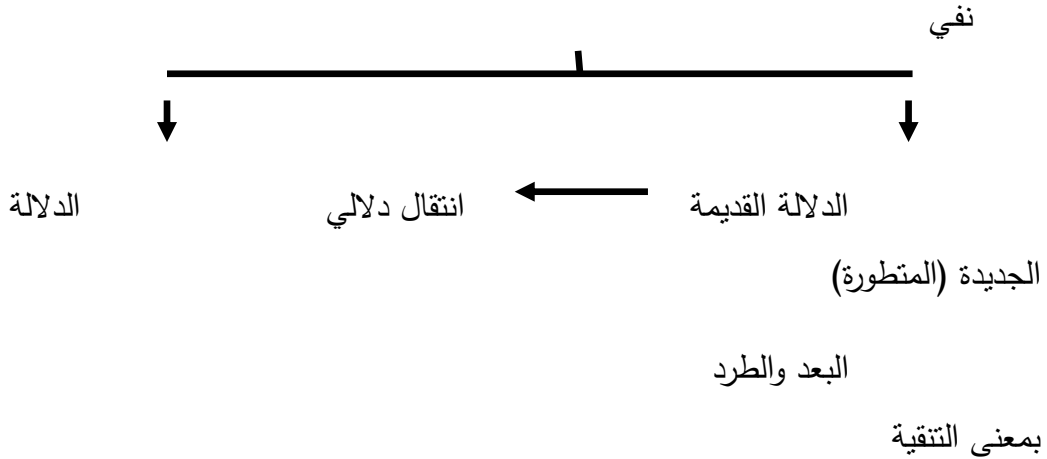 نفي
الدلالة القديمة انتقال دلالي الدلالة
الجديدة (المتطورة)
البعد والطرد
بمعنى التنقية